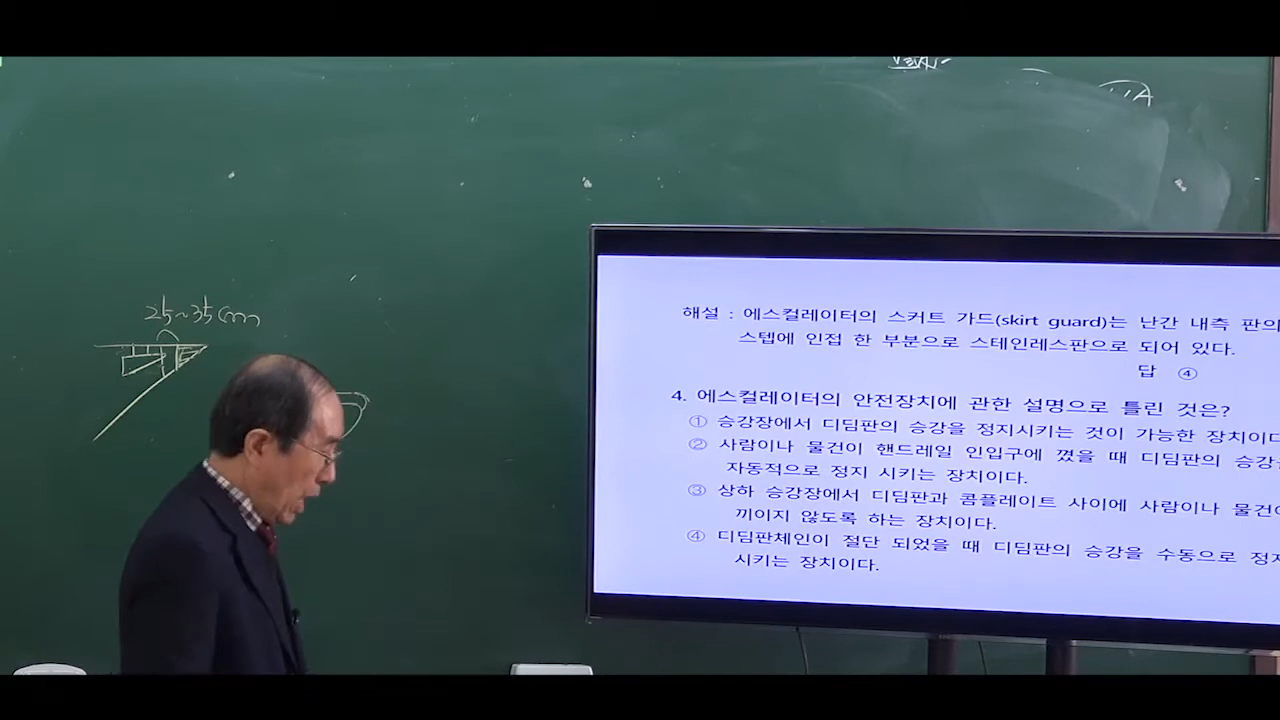 25~35cm
해설 : 에스컬레이터의 스커트 가드(skirt guard)는 난간 내측 판의
스텝에 인접 한 부분으로 스테인레스판으로 되어 있다.
답 ④
4. 에스컬레이터의 안전장치에 관한 설명으로 틀린 것은?
① 승강장에서 디딤판의 승강을 정지시키는 것이 가능한 장치이다
② 사람이나 물건이 핸드레일 인입구에 꼈을 때 디딤판의 승강을
자동적으로 정지 시키는 장치이다.
③ 상하 승강장에서 디딤판과 콤플레이트 사이에 사람이나 물건이
끼이지 않도록 하는 장치이다.
④ 디딤판체인이 절단 되었을 때 디딤판의 승강을 수동으로 정지
시키는 장치이다.